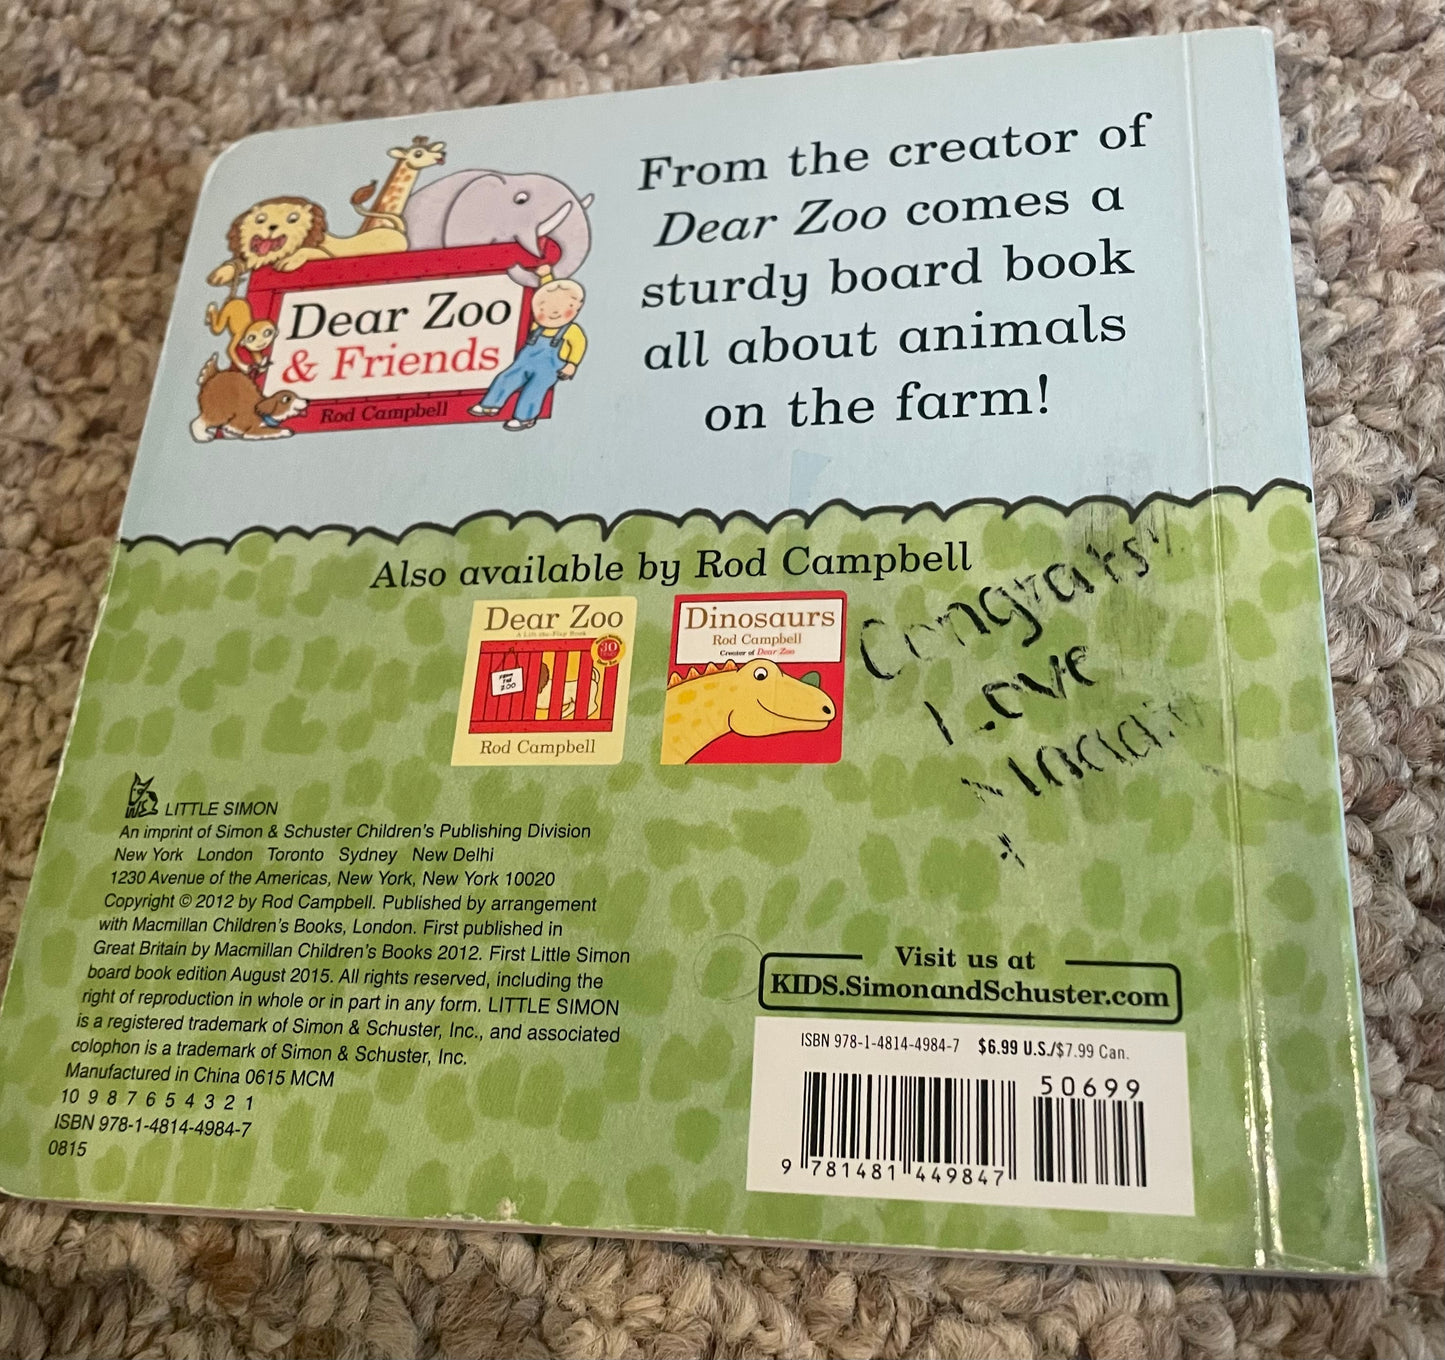 Dear Zoo
& Friends
Rod Campbell
From the creator of
Dear Zoo comes a
sturdy board book
all about animals
on the farm!
Also available by Rod Campbell
Dear Zoo
A Lift-the-Flap Book
FROM
THE
ZOO
30
Rod Campbell
Dinosaurs
Rod Campbell
Creator of Dear Zoo
Congrats!
Love
LITTLE SIMON
An imprint of Simon & Schuster Children's Publishing Division
New York London Toronto Sydney New Delhi
1230 Avenue of the Americas, New York, New York 10020
Copyright © 2012 by Rod Campbell. Published by arrangement
with Macmillan Children's Books, London. First published in
Great Britain by Macmillan Children's Books 2012. First Little Simon
board book edition August 2015. All rights reserved, including the
right of reproduction in whole or in part in any form. LITTLE SIMON
is a registered trademark of Simon & Schuster, Inc., and associated
colophon is a trademark of Simon & Schuster, Inc.
Manufactured in China 0615 MCM
10 9 8 7 6 5 4 3 2 1
ISBN 978-1-4814-4984-7
0815
Visit us at
KIDS.SimonandSchuster.com
ISBN 978-1-4814-4984-7 $6.99 U.S./$7.99 Can.
50699
9 781481 449847